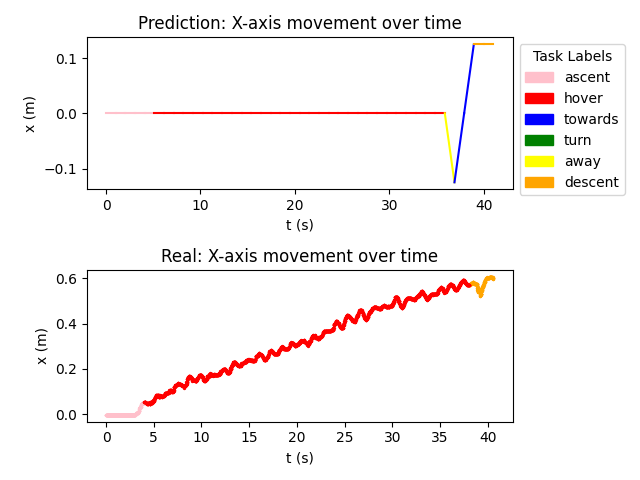 Prediction: X-axis movement over time
0.1
0.0
−0.1
x (m)
0 10 20 30 40
t (s)
Task Labels
ascent
hover
towards
turn
away
descent
Real: X-axis movement over time
0.6
0.4
0.2
0.0
x (m)
0 5 10 15 20 25 30 35 40
t (s)